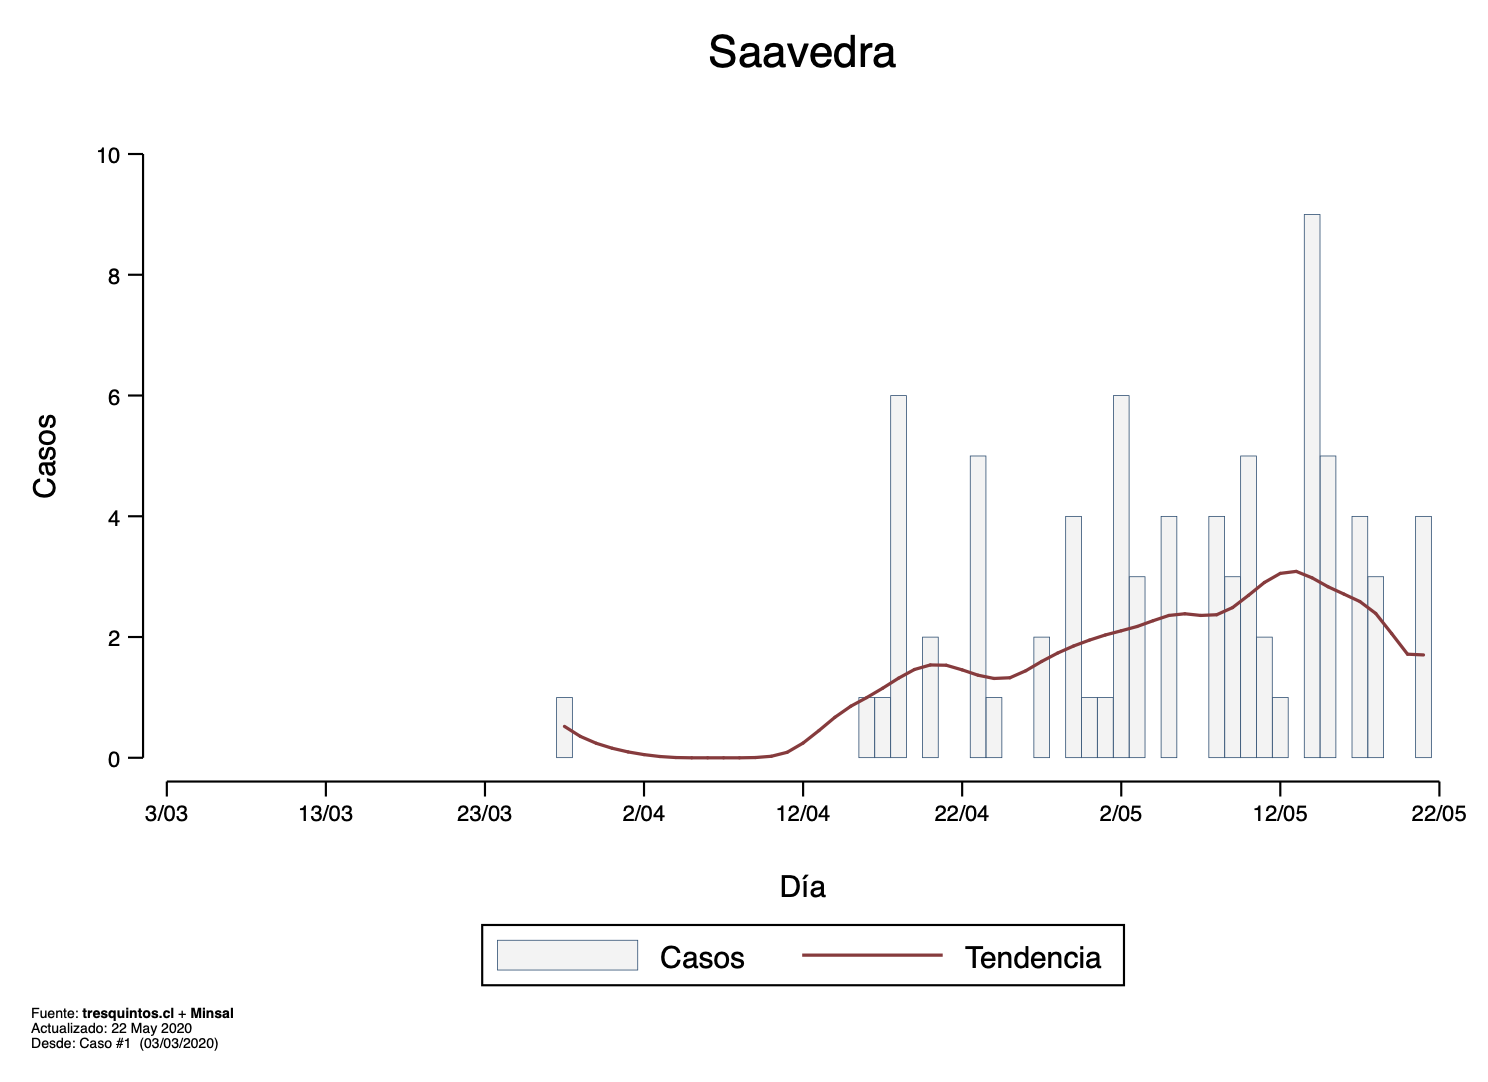 Saavedra
10
8
6
4
2
0
Casos
3/03 13/03 23/03 2/04 12/04 22/04 2/05 12/05 22/05
Día
Casos Tendencia
Fuente: tresquintos.cl + Minsal
Actualizado: 22 May 2020
Desde: Caso #1 (03/03/2020)